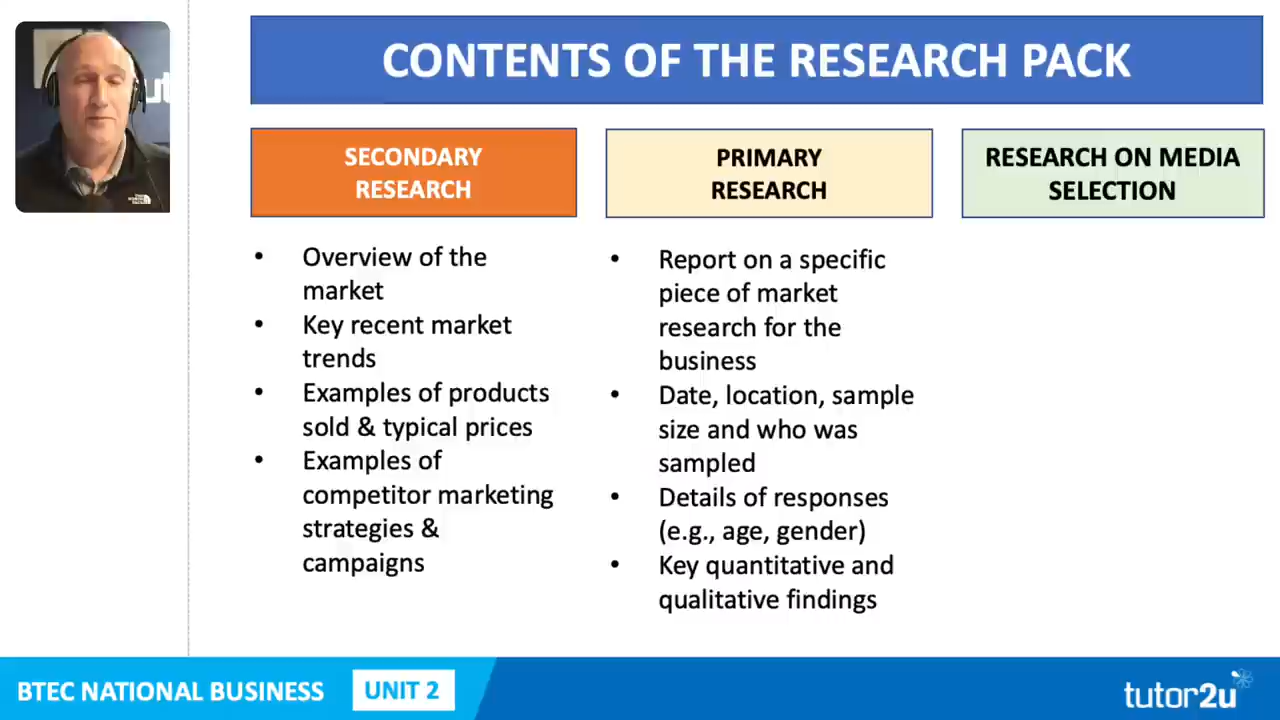 CONTENTS OF THE RESEARCH PACK
SECONDARY
RESEARCH
• Overview of the
market
• Key recent market
trends
• Examples of products
sold & typical prices
• Examples of
competitor marketing
strategies &
campaigns
PRIMARY
RESEARCH
• Report on a specific
piece of market
research for the
business
• Date, location, sample
size and who was
sampled
• Details of responses
(e.g., age, gender)
• Key quantitative and
qualitative findings
RESEARCH ON MEDIA
SELECTION
BTEC NATIONAL BUSINESS
UNIT 2
tutor2u